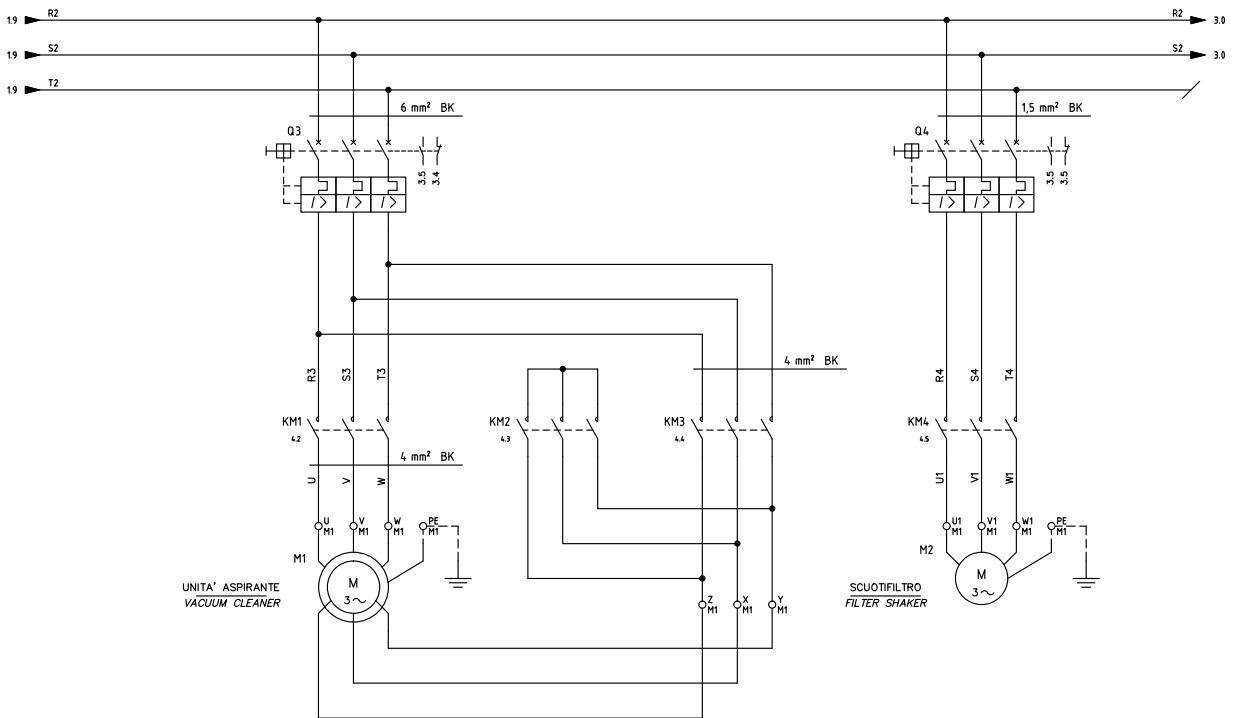 1.9 R2 R2 3.0
1.9 S2 S2 3.0
1.9 T2
6 mm² BK 1,5 mm² BK
Q3 Q4
3.5 3.4 3.5 3.5
I > I > I > I > I > I >
4 mm² BK
R3 S3 T3 R4 S4 T4
KM1 KM2 KM3 KM4
4.2 4.3 4.4 4.5
4 mm² BK
U V W U1 V1 W1
U V W PE U1 V1 W1 PE
M1 M1 M1 M1 M1 M1 M1 M1
M1 M2
M M
3~ 3~
UNITA' ASPIRANTE SCUOTIFILTRO
VACUUM CLEANER FILTER SHAKER
Z X Y
M1 M1 M1